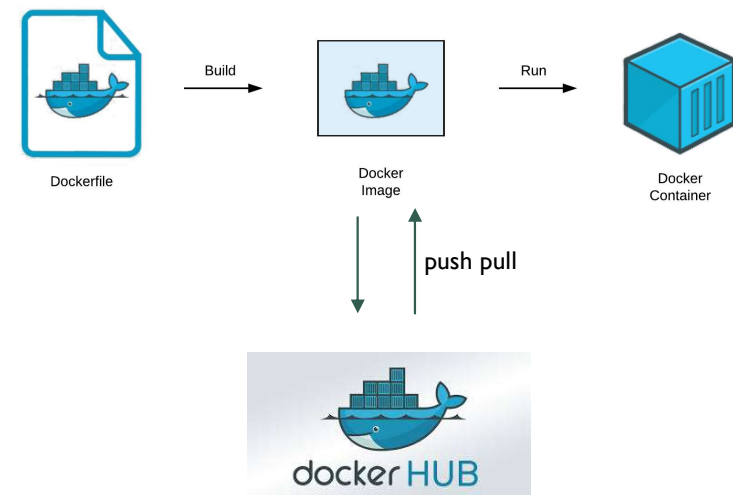 Build
Run
Dockerfile
Docker
Image
Docker
Container
push pull
docker HUB